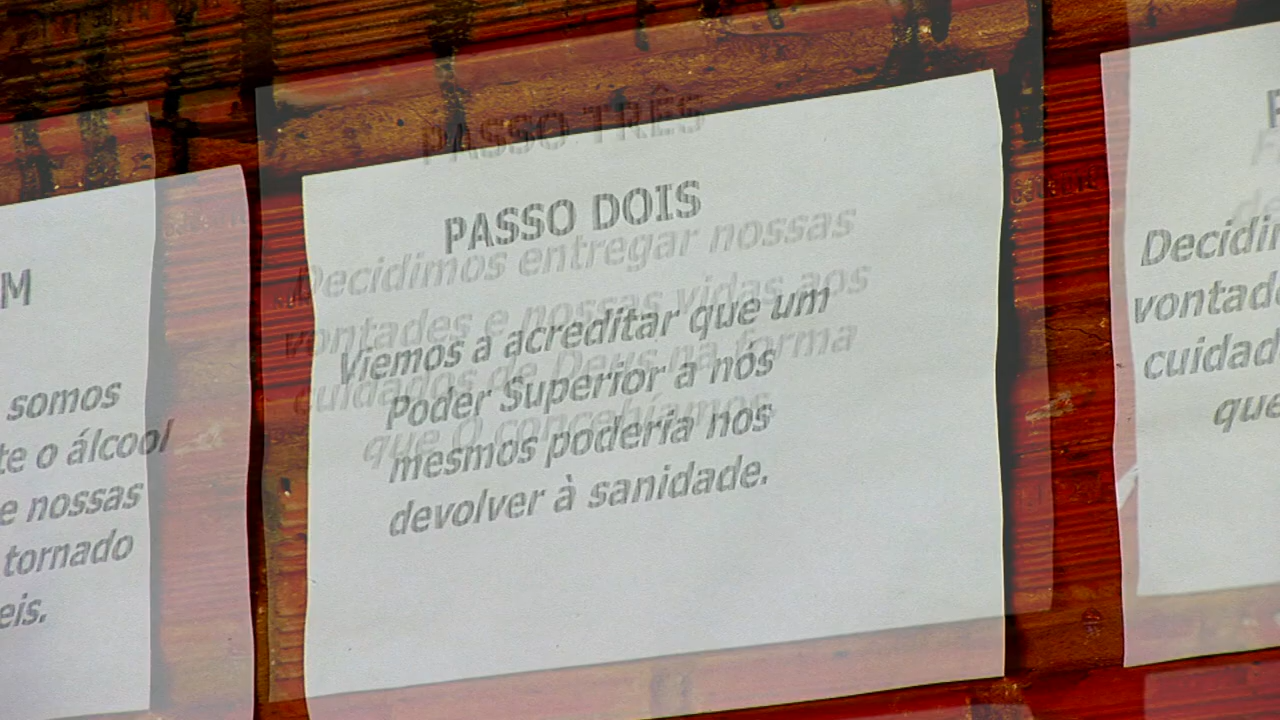 PASSO TRÊS
PASSO DOIS
Decidimos entregar nossas
vontades e nossas vidas aos
cuidados de Deus na forma
que O concebíamos.
Viemos a acreditar que um
Poder Superior a nós
mesmos poderia nos
devolver à sanidade.
M
somos
te o álcool
e nossas
tornado
eis.
Decidi
vontad
cuidad
que